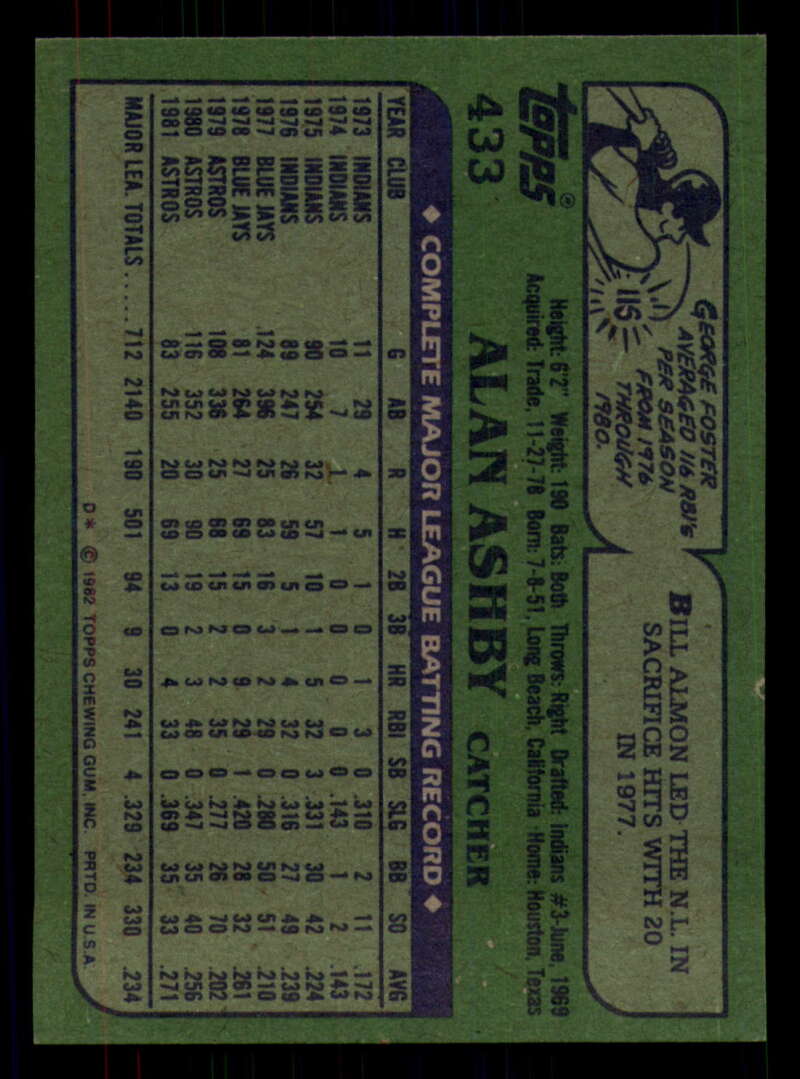 GEORGE FOSTER
AVERAGED 116 RBI's
PER SEASON
FROM 1976
THROUGH
1980.
116
BILL ALMON LED THE N.L. IN
SACRIFICE HITS WITH 20
IN 1977.
TOPPS®
433
Height: 6'2" Weight: 190 Bats: Both Throws: Right Drafted: Indians #3-June, 1969
Acquired: Trade, 11-27-78 Born: 7-8-51, Long Beach, California Home: Houston, Texas
ALAN ASHBY CATCHER
◆ COMPLETE MAJOR LEAGUE BATTING RECORD ◆
YEAR CLUB G AB R H 2B 3B HR RBI SB SLG BB SO AVG
1973 INDIANS 11 29 4 5 1 0 1 3 0 .310 2 11 .172
1974 INDIANS 10 7 1 1 0 0 0 0 0 .143 1 2 .143
1975 INDIANS 90 254 32 57 10 1 5 32 3 .331 30 42 .224
1976 INDIANS 89 247 26 59 5 1 4 32 0 .316 27 49 .239
1977 BLUE JAYS 124 396 25 83 16 3 2 29 0 .280 50 51 .210
1978 BLUE JAYS 81 264 27 69 15 0 9 29 1 .420 28 32 .261
1979 ASTROS 108 336 25 68 15 2 2 35 0 .277 26 70 .202
1980 ASTROS 116 352 30 90 19 2 3 48 0 .347 35 40 .256
1981 ASTROS 83 255 20 69 13 0 4 33 0 .369 35 33 .271
MAJOR LEA. TOTALS..... 712 2140 190 501 94 9 30 241 4 .329 234 330 .234
D* © 1982 TOPPS CHEWING GUM, INC. PRTD. IN U.S.A.